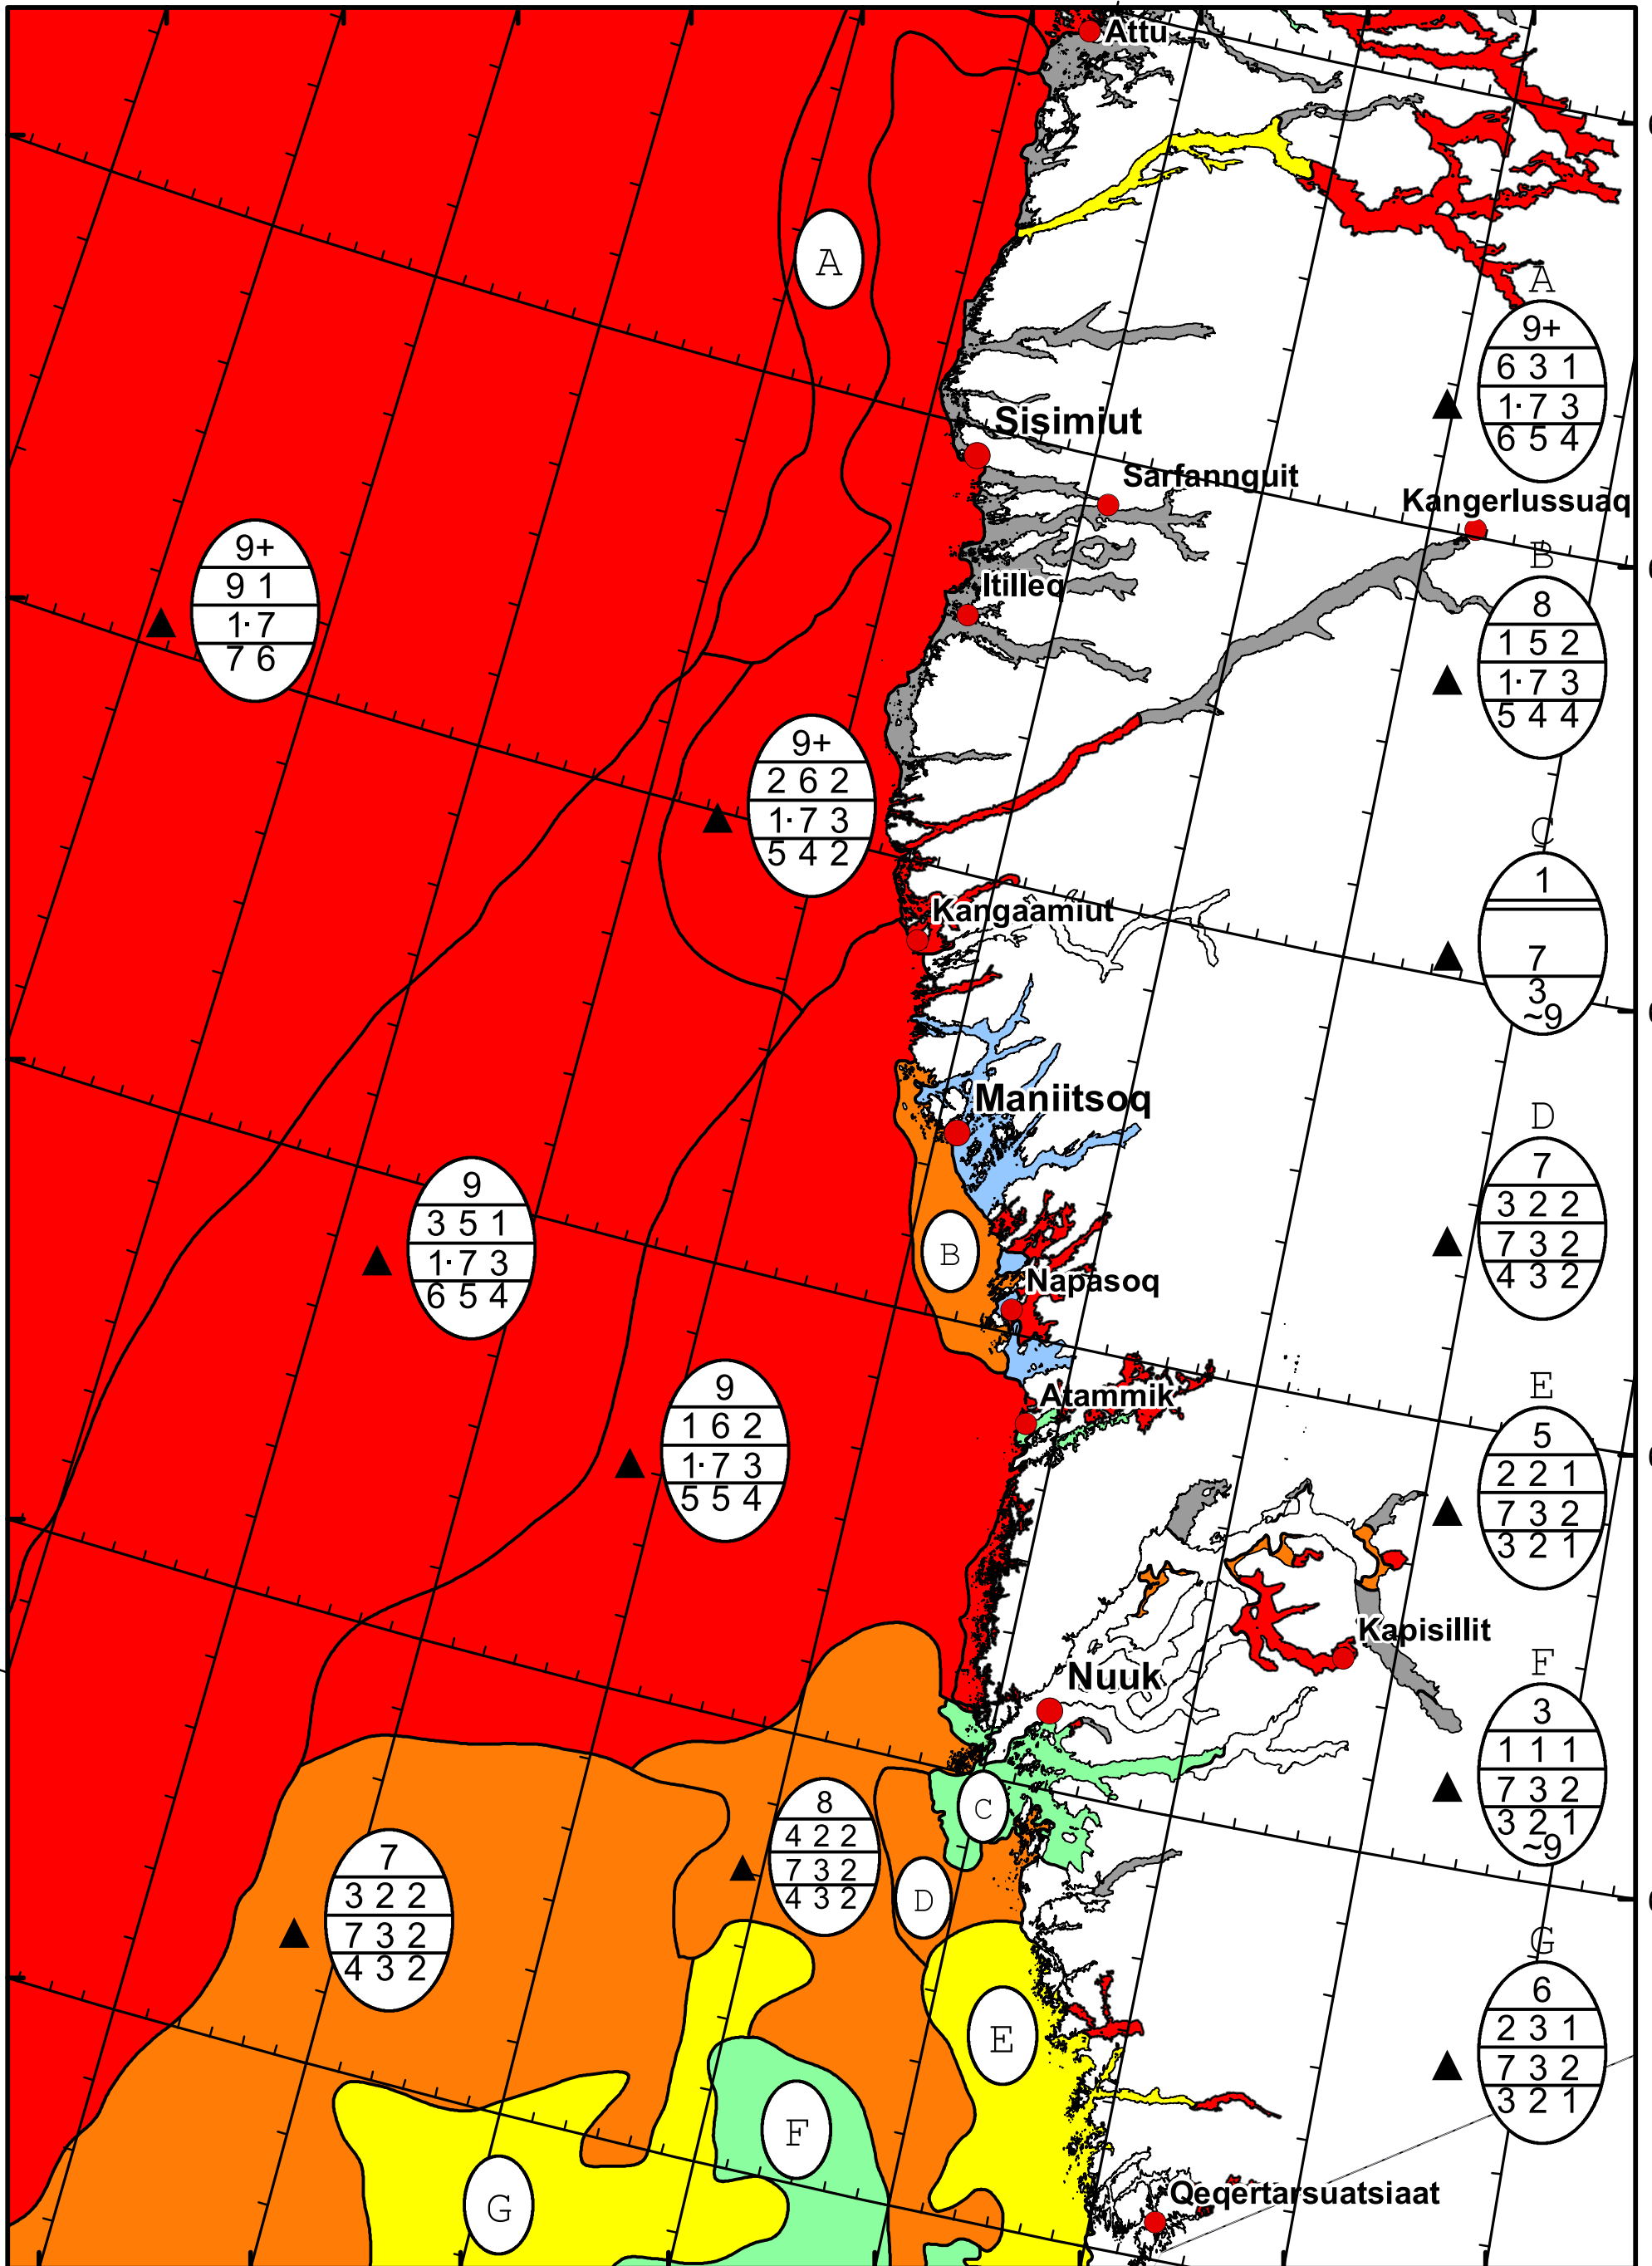 Attu
A
A
9+
6 3 1
1· 7 3
6 5 4
Sisimiut
Sarfannguit
Kangerlussuaq
9+
9 1
1· 7
7 6
B
8
1 5 2
1· 7 3
5 4 4
Itilleq
9+
2 6 2
1· 7 3
5 4 2
C
1
7
3
~9
Kangaamiut
Maniitsoq
D
7
3 2 2
7 3 2
4 3 2
9
3 5 1
1· 7 3
6 5 4
B
Napasoq
9
1 6 2
1· 7 3
5 5 4
Atammik
E
5
2 2 1
7 3 2
3 2 1
Kapisillit
Nuuk
F
3
1 1 1
7 3 2
3 2 1
~9
8
4 2 2
7 3 2
4 3 2
C
7
3 2 2
7 3 2
4 3 2
D
G
6
2 3 1
7 3 2
3 2 1
E
F
G
Qeqertarsuatsiaat